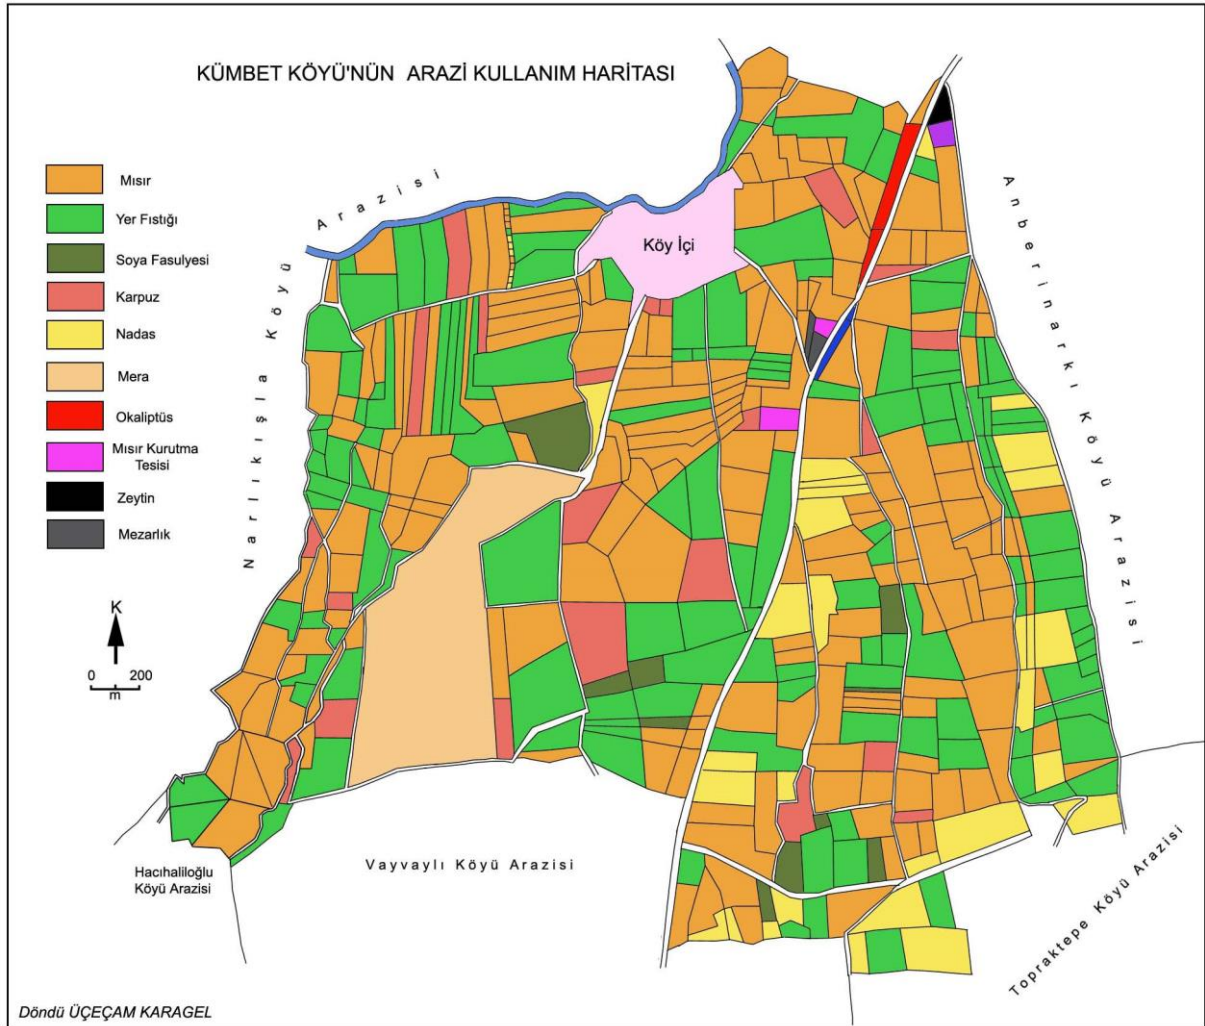 KÜMBET KÖYÜ'NÜN ARAZİ KULLANIM HARİTASI
Mısır
Yer Fıstığı
Soya Fasulyesi
Karpuz
Nadas
Mera
Okaliptüs
Mısır Kurutma
Tesisi
Zeytin
Mezarlık
K
0 200
m
Narlıkışla Köyü Arazisi
Köy İçi
Anberinarkı Köyü Arazisi
Hacıhaliloğlu
Köyü Arazisi
Vayvaylı Köyü Arazisi
Topraktepe Köyü Arazisi
Döndü ÜÇEÇAM KARAGEL